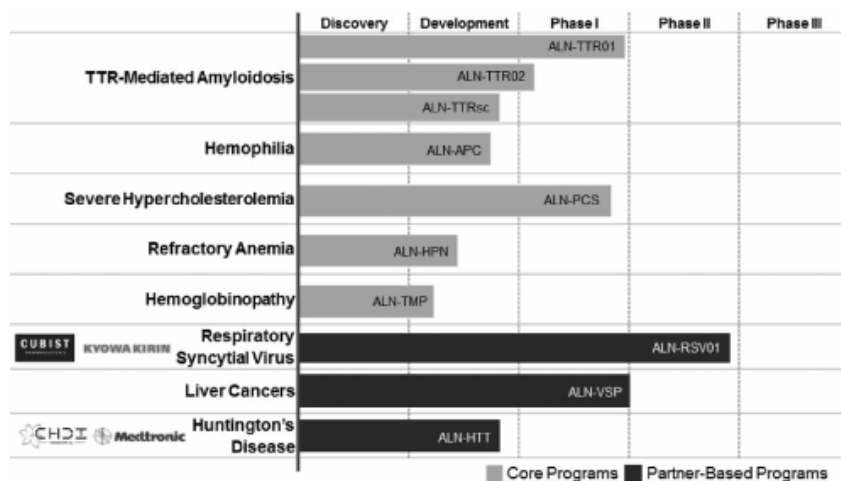 Discovery Development Phase I Phase II Phase III
TTR-Mediated Amyloidosis
ALN-TTR01
ALN-TTR02
ALN-TTRsc
Hemophilia ALN-APC
Severe Hypercholesterolemia ALN-PCS
Refractory Anemia ALN-HPN
Hemoglobinopathy ALN-TMP
CUBIST
PHARMACEUTICALS
KYOWA KIRIN
Respiratory
Syncytial Virus
ALN-RSV01
Liver Cancers ALN-VSP
CHDI Medtronic
Huntington's
Disease
ALN-HTT
Core Programs Partner-Based Programs